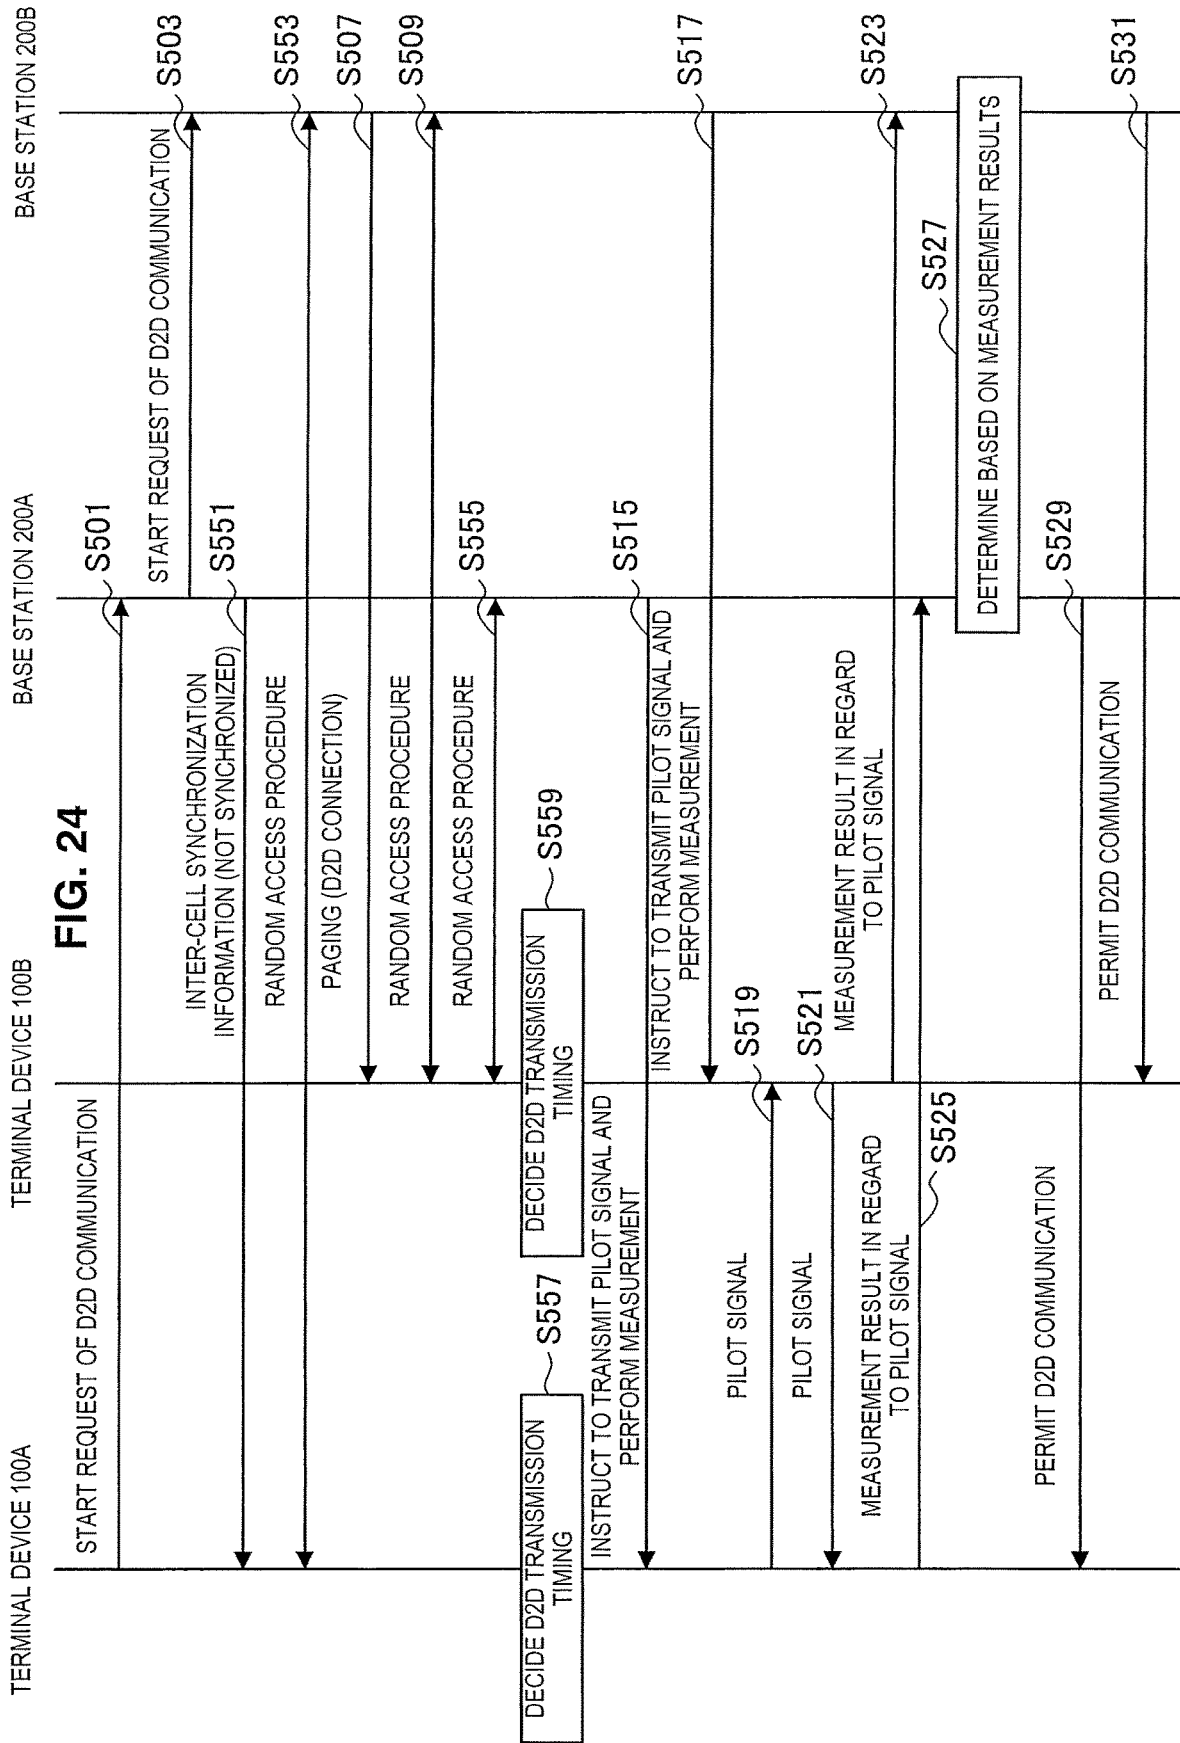 FIG. 24
TERMINAL DEVICE 100A
TERMINAL DEVICE 100B
BASE STATION 200A
BASE STATION 200B
START REQUEST OF D2D COMMUNICATION
S501
START REQUEST OF D2D COMMUNICATION
S503
INTER-CELL SYNCHRONIZATION
INFORMATION (NOT SYNCHRONIZED)
S551
RANDOM ACCESS PROCEDURE
S553
PAGING (D2D CONNECTION)
S507
RANDOM ACCESS PROCEDURE
S509
RANDOM ACCESS PROCEDURE
S555
DECIDE D2D TRANSMISSION
TIMING
S557
DECIDE D2D TRANSMISSION
TIMING
S559
INSTRUCT TO TRANSMIT PILOT SIGNAL AND
PERFORM MEASUREMENT
S515
INSTRUCT TO TRANSMIT PILOT SIGNAL AND
PERFORM MEASUREMENT
S517
PILOT SIGNAL
S519
PILOT SIGNAL
S521
MEASUREMENT RESULT IN REGARD
TO PILOT SIGNAL
S523
MEASUREMENT RESULT IN REGARD
TO PILOT SIGNAL
S525
S527
DETERMINE BASED ON MEASUREMENT RESULTS
PERMIT D2D COMMUNICATION
S529
PERMIT D2D COMMUNICATION
S531